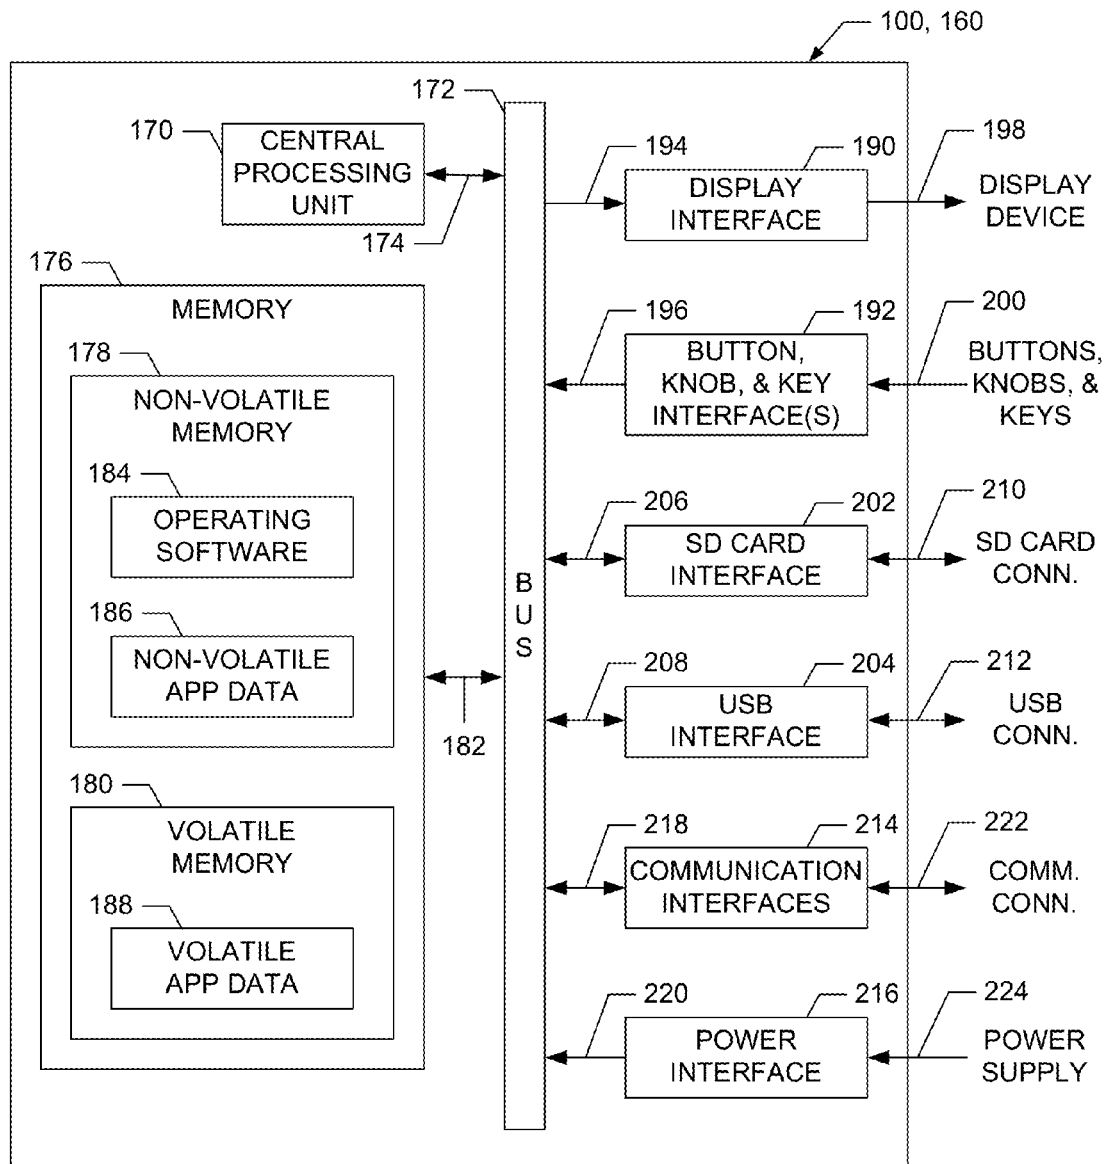 100, 160
172
170
CENTRAL
PROCESSING
UNIT
174
194
190
198
DISPLAY
INTERFACE
DISPLAY
DEVICE
176
MEMORY
196
192
200
BUTTON,
KNOB, & KEY
INTERFACE(S)
BUTTONS,
KNOBS, &
KEYS
178
NON-VOLATILE
MEMORY
184
OPERATING
SOFTWARE
206
202
210
SD CARD
INTERFACE
SD CARD
CONN.
BUS
186
NON-VOLATILE
APP DATA
182
208
204
212
USB
INTERFACE
USB
CONN.
180
VOLATILE
MEMORY
188
VOLATILE
APP DATA
218
214
222
COMMUNICATION
INTERFACES
COMM.
CONN.
220
216
224
POWER
INTERFACE
POWER
SUPPLY